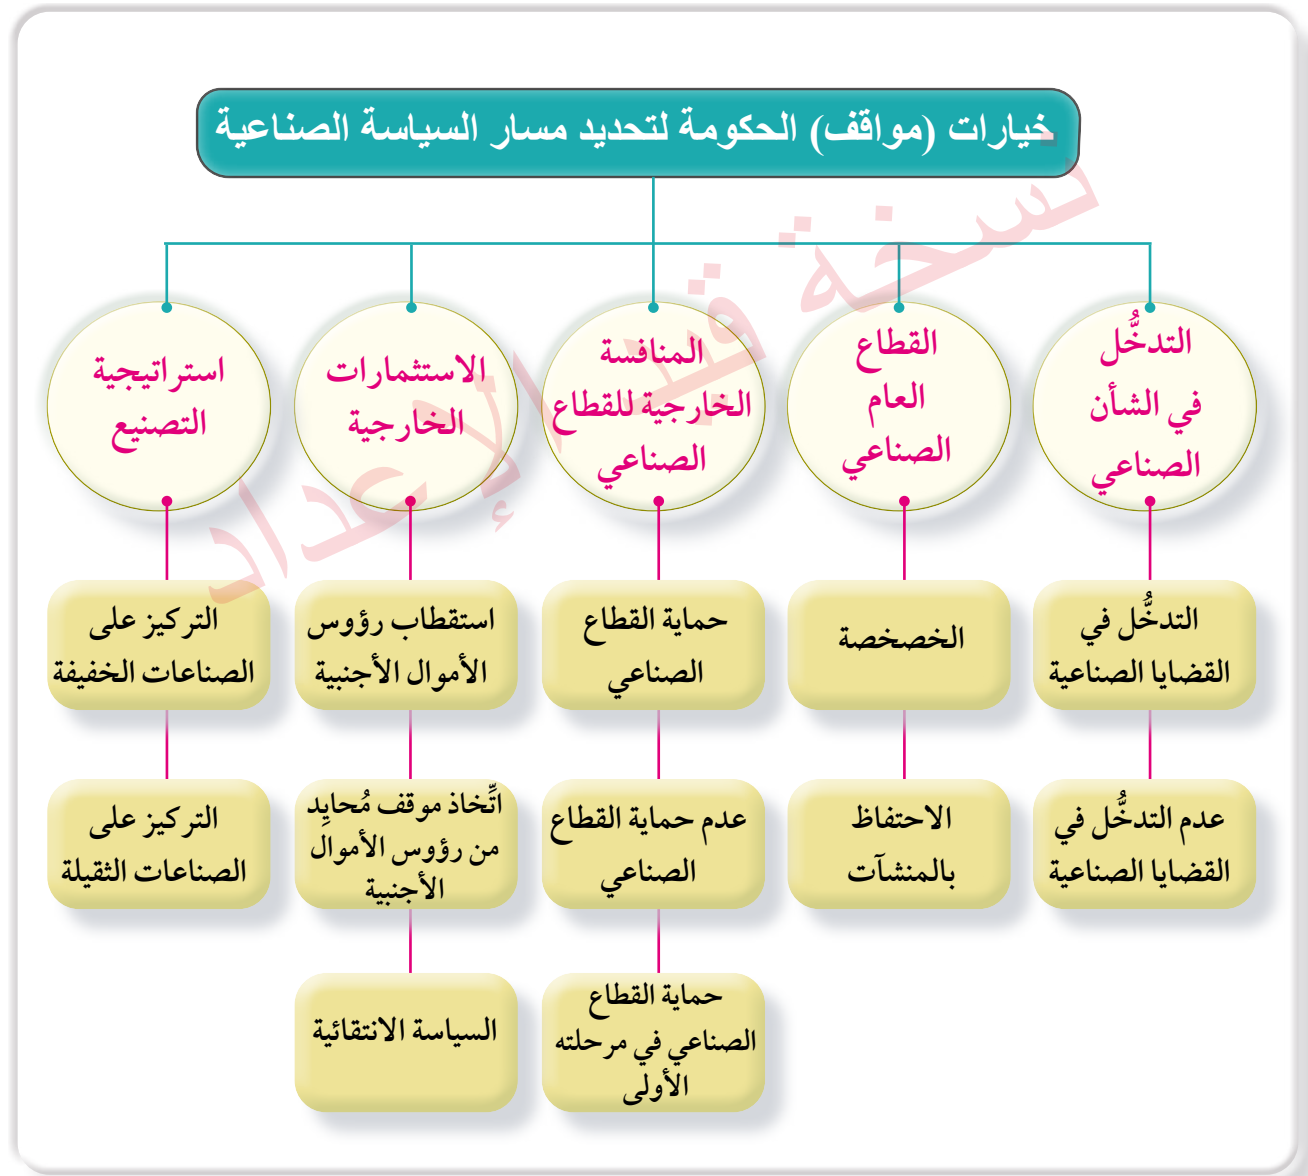 خيارات (مواقف) الحكومة لتحديد مسار السياسة الصناعية
التدخُّل
في الشأن
الصناعي
القطاع
العام
الصناعي
المنافسة
الخارجية للقطاع
الصناعي
الاستثمارات
الخارجية
استراتيجية
التصنيع
التدخُّل في
القضايا الصناعية
الخصخصة
حماية القطاع
الصناعي
استقطاب رؤوس
الأموال الأجنبية
التركيز على
الصناعات الخفيفة
عدم التدخُّل في
القضايا الصناعية
الاحتفاظ
بالمنشآت
عدم حماية القطاع
الصناعي
اتِّخاذ موقف مُحايِد
من رؤوس الأموال
الأجنبية
التركيز على
الصناعات الثقيلة
حماية القطاع
الصناعي في مرحلته
الأولى
السياسة الانتقائية
نسخة قيد الإعداد